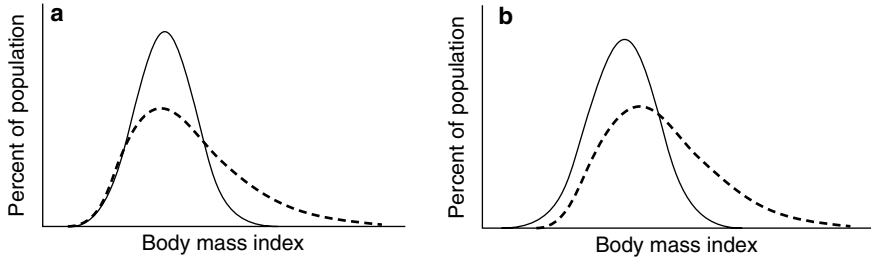 a
Percent of population
Body mass index
b
Percent of population
Body mass index